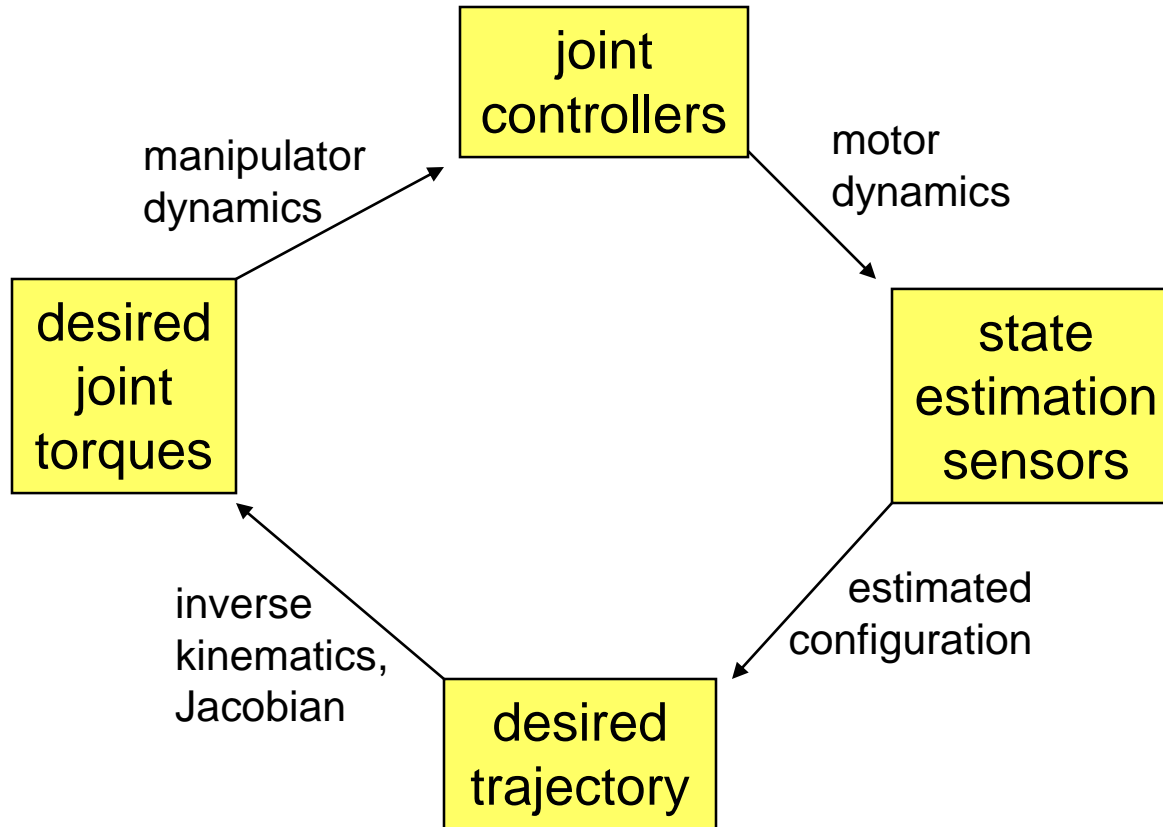 joint
controllers
manipulator
dynamics
motor
dynamics
desired
joint
torques
state
estimation
sensors
inverse
kinematics,
Jacobian
estimated
configuration
desired
trajectory